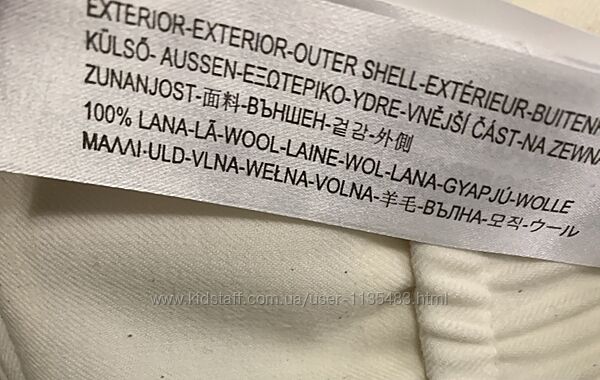 EXTERIOR-EXTERIOR-OUTER SHELL-EXTÉRIEUR-BUITENK
KÜLSŐ- AUSSEN-ΕΞΩΤΕΡΙΚΟ-YDRE-VNĚJŠÍ ČÁST-NA ZEWNA
ZUNANJOST-面料-ВЪНШЕН-겉감-外側
100% LANA-LÃ-WOOL-LAINE-WOL-LANA-GYAPJÚ-WOLLE
ΜΑΛΛΙ-ULD-VLNA-WEŁNA-VOLNA-羊毛-ВЪЛНА-모직-ウール
www.kidstaff.com.ua/user-1135483.html